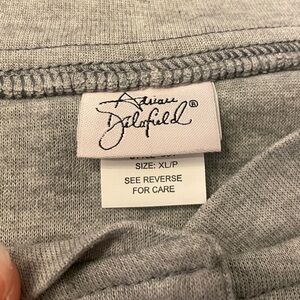 Adrian
Delafield®
SIZE: XL/P
SEE REVERSE
FOR CARE